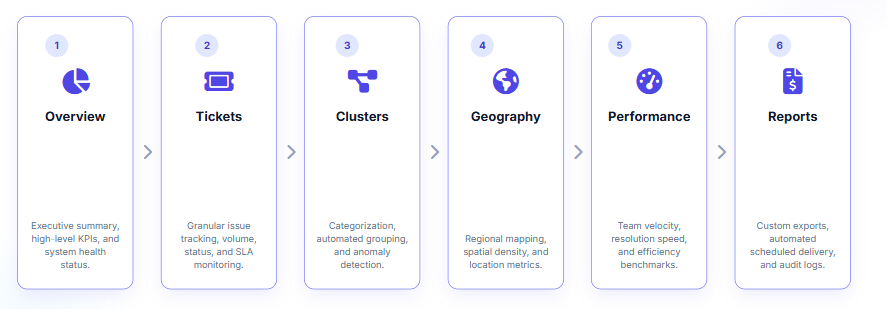 1
Overview
Executive summary,
high-level KPIs, and
system health
status.
2
Tickets
Granular issue
tracking, volume,
status, and SLA
monitoring.
3
Clusters
Categorization,
automated grouping,
and anomaly
detection.
4
Geography
Regional mapping,
spatial density, and
location metrics.
5
Performance
Team velocity,
resolution speed,
and efficiency
benchmarks.
6
Reports
Custom exports,
automated
scheduled delivery,
and audit logs.